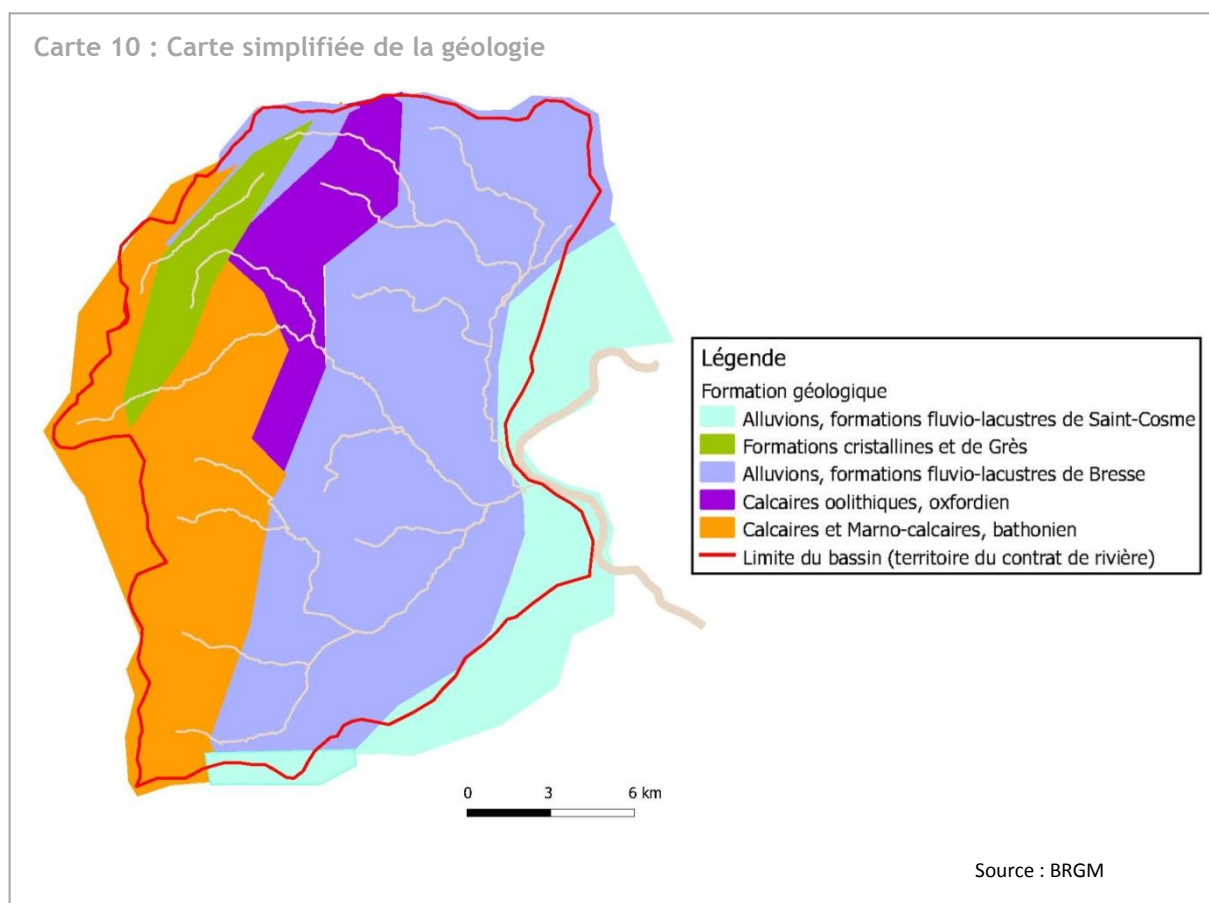 Carte 10 : Carte simplifiée de la géologie
Légende
Formation géologique
Alluvions, formations fluvio-lacustres de Saint-Cosme
Formations cristallines et de Grès
Alluvions, formations fluvio-lacustres de Bresse
Calcaires oolithiques, oxfordien
Calcaires et Marno-calcaires, bathonien
Limite du bassin (territoire du contrat de rivière)
0 3 6 km
Source : BRGM